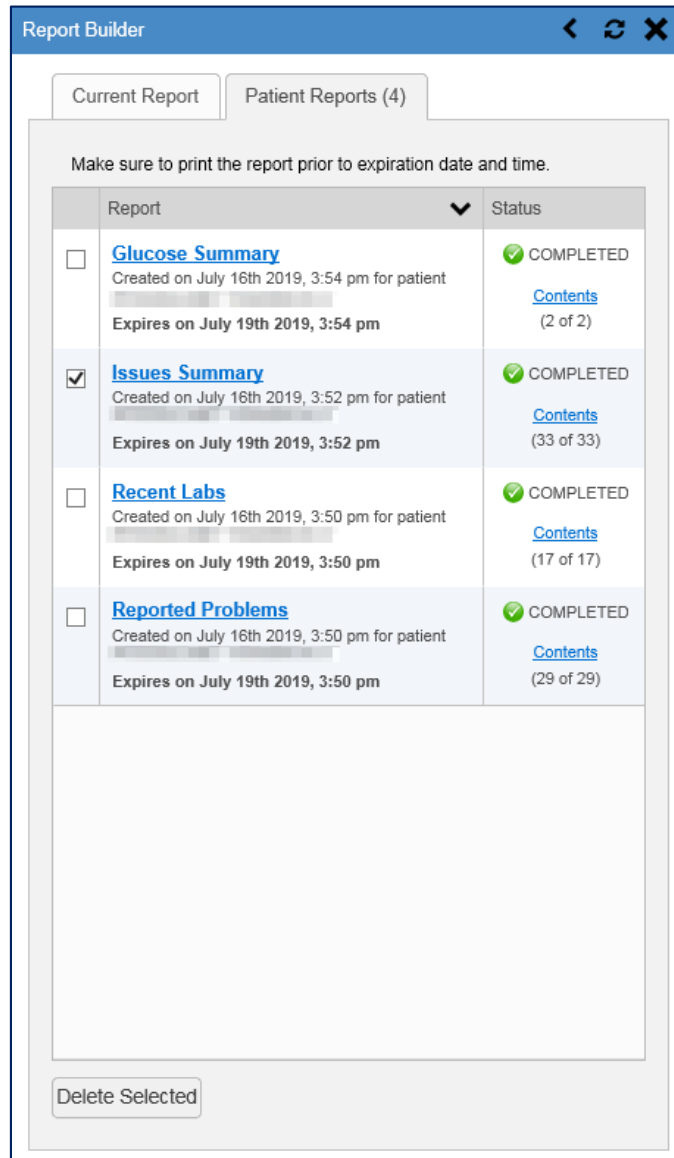 Report Builder
Current Report
Patient Reports (4)
Make sure to print the report prior to expiration date and time.
Report
Status
Glucose Summary
Created on July 16th 2019, 3:54 pm for patient
Expires on July 19th 2019, 3:54 pm
COMPLETED
Contents
(2 of 2)
Issues Summary
Created on July 16th 2019, 3:52 pm for patient
Expires on July 19th 2019, 3:52 pm
COMPLETED
Contents
(33 of 33)
Recent Labs
Created on July 16th 2019, 3:50 pm for patient
Expires on July 19th 2019, 3:50 pm
COMPLETED
Contents
(17 of 17)
Reported Problems
Created on July 16th 2019, 3:50 pm for patient
Expires on July 19th 2019, 3:50 pm
COMPLETED
Contents
(29 of 29)
Delete Selected